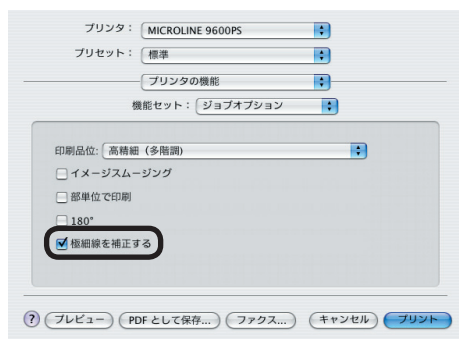 プリンタ： MICROLINE 9600PS
プリセット： 標準
プリンタの機能
機能セット： ジョブオプション
印刷品位: 高精細（多階調)
イメージスムージング
部単位で印刷
180°
極細線を補正する
? プレビュー PDF として保存... ファクス... キャンセル プリント